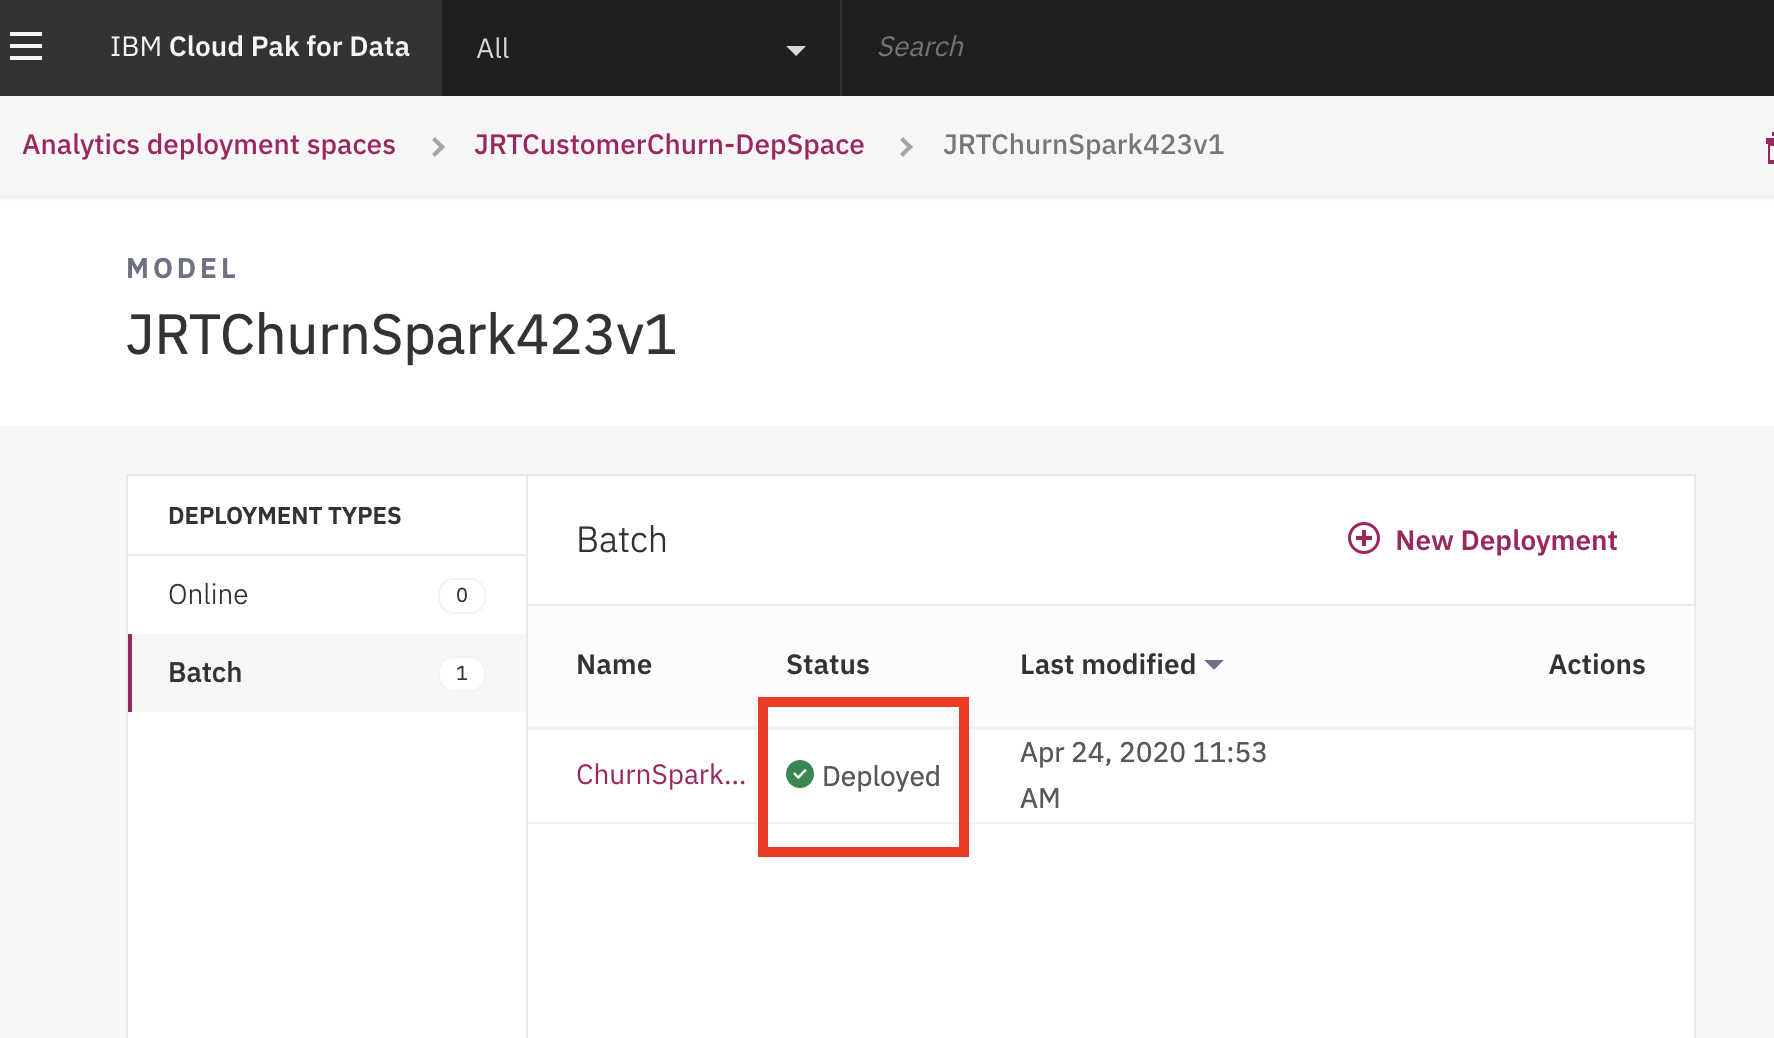 IBM Cloud Pak for Data All Search
Analytics deployment spaces JRTCustomerChurn-DepSpace JRTChurnSpark423v1
MODEL
JRTChurnSpark423v1
DEPLOYMENT TYPES
Online 0
Batch 1
Batch New Deployment
Name Status Last modified Actions
ChurnSpark... Deployed Apr 24, 2020 11:53
AM